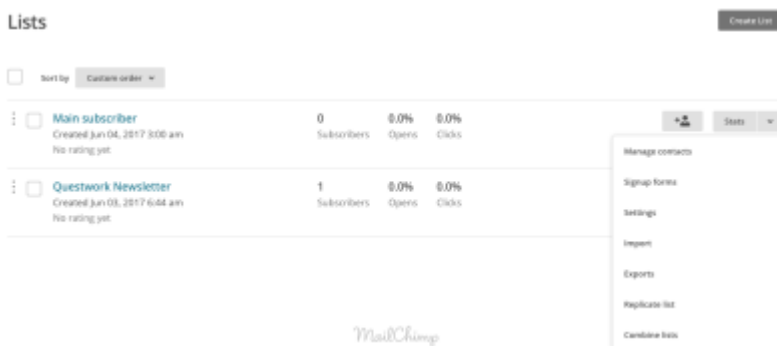 Lists
Create List
Sort by Custom order
Main subscriber 0 0.0% 0.0% Stats
Created Jun 04, 2017 3:00 am Subscribers Opens Clicks
No rating yet
Manage contacts
Signup forms
Questwork Newsletter 1 0.0% 0.0%
Created Jun 03, 2017 6:44 am Subscribers Opens Clicks
No rating yet
Settings
Import
Exports
Replicate list
Combine lists
MailChimp